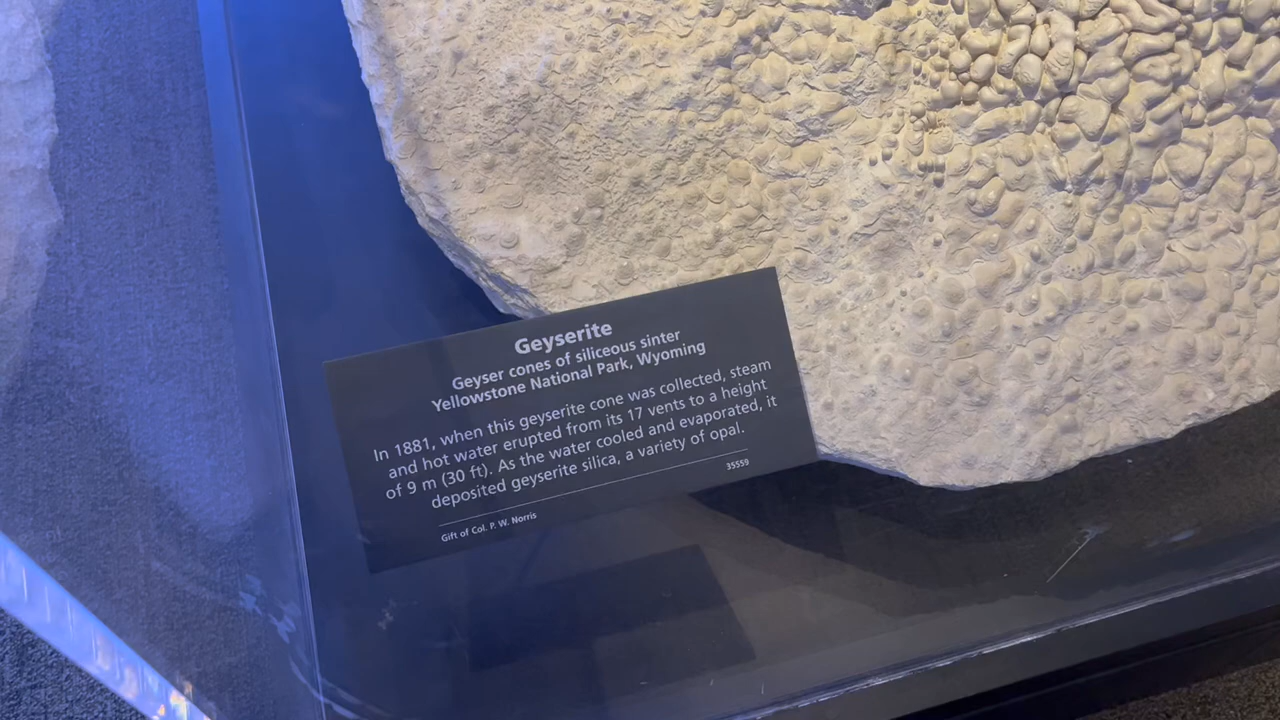 Geyserite
Geyser cones of siliceous sinter
Yellowstone National Park, Wyoming
In 1881, when this geyserite cone was collected, steam
and hot water erupted from its 17 vents to a height
of 9 m (30 ft). As the water cooled and evaporated, it
deposited geyserite silica, a variety of opal.
35559
Gift of Col. P. W. Norris